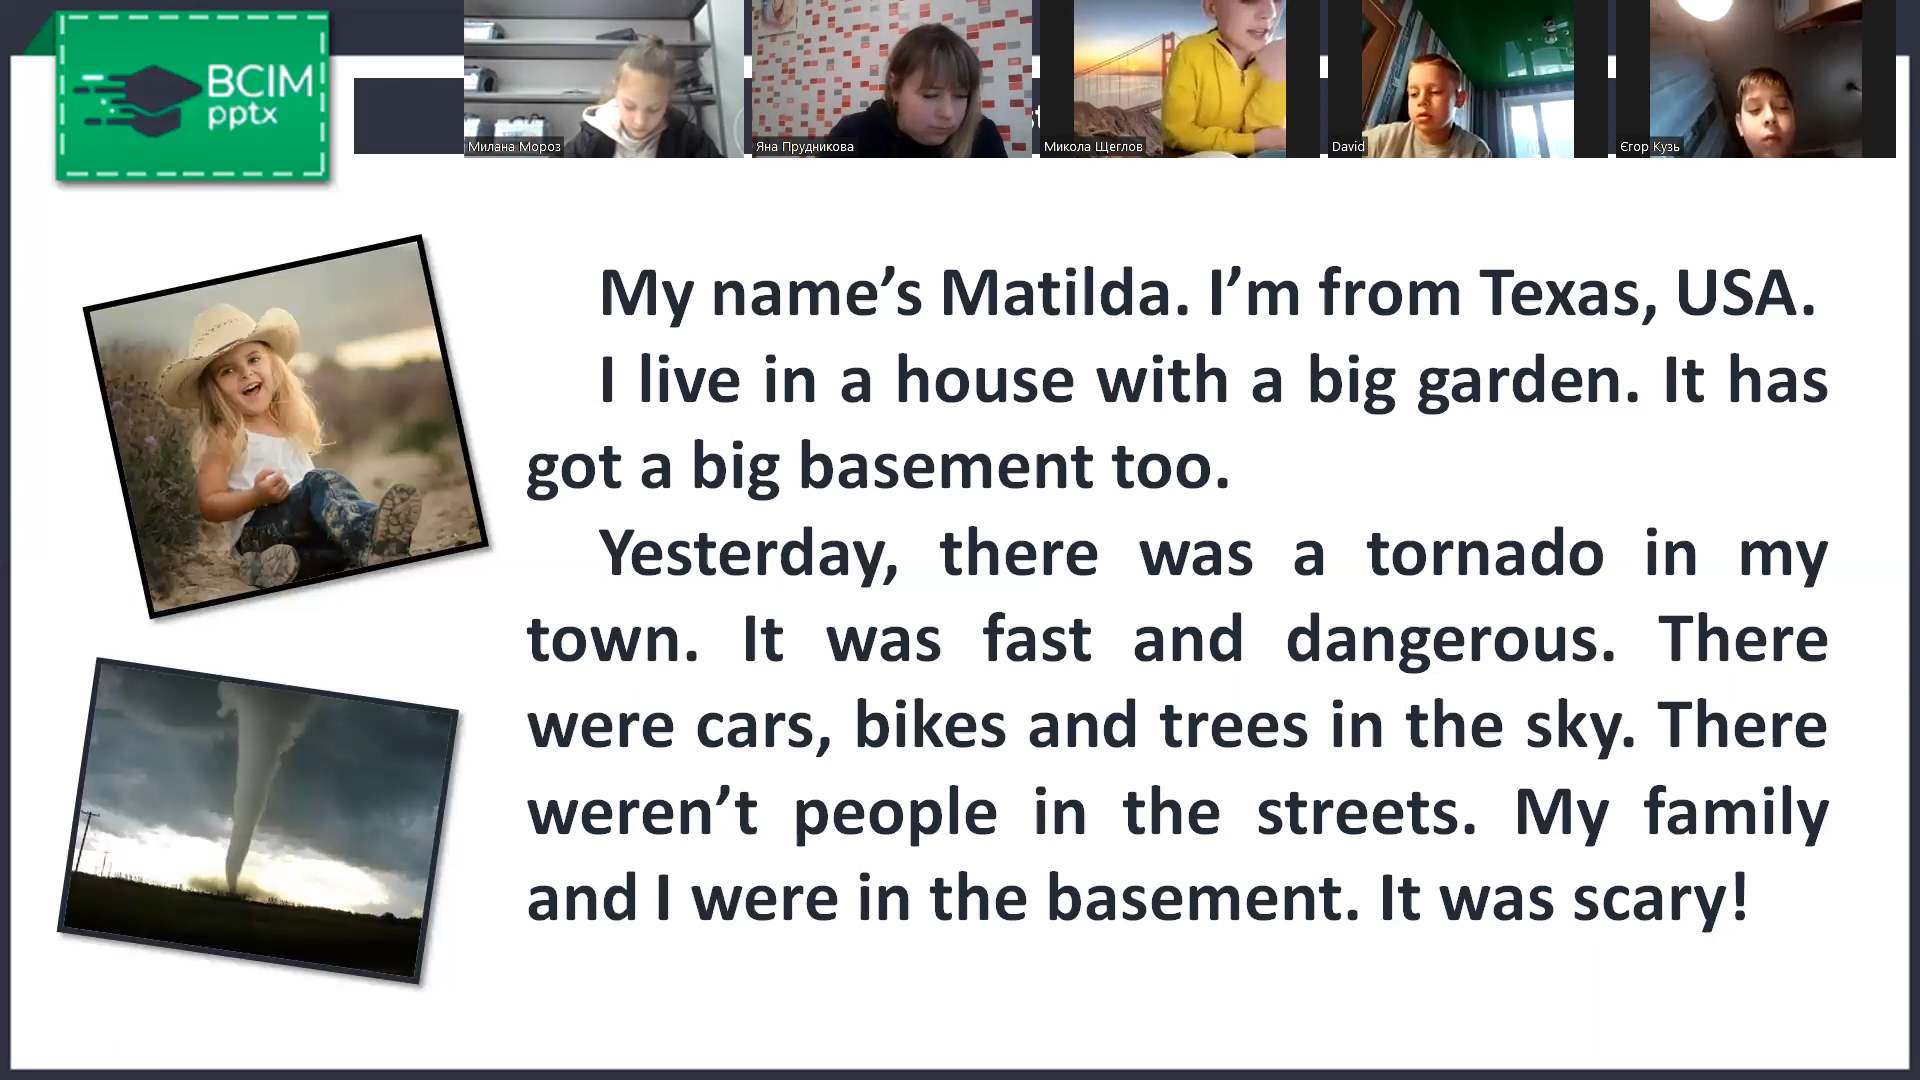 BCIM
pptx
Милана Мороз
Яна Прудникова
Микола Щеглов
David
Єгор Кузь
My name’s Matilda. I’m from Texas, USA.
I live in a house with a big garden. It has
got a big basement too.
Yesterday, there was a tornado in my
town. It was fast and dangerous. There
were cars, bikes and trees in the sky. There
weren’t people in the streets. My family
and I were in the basement. It was scary!